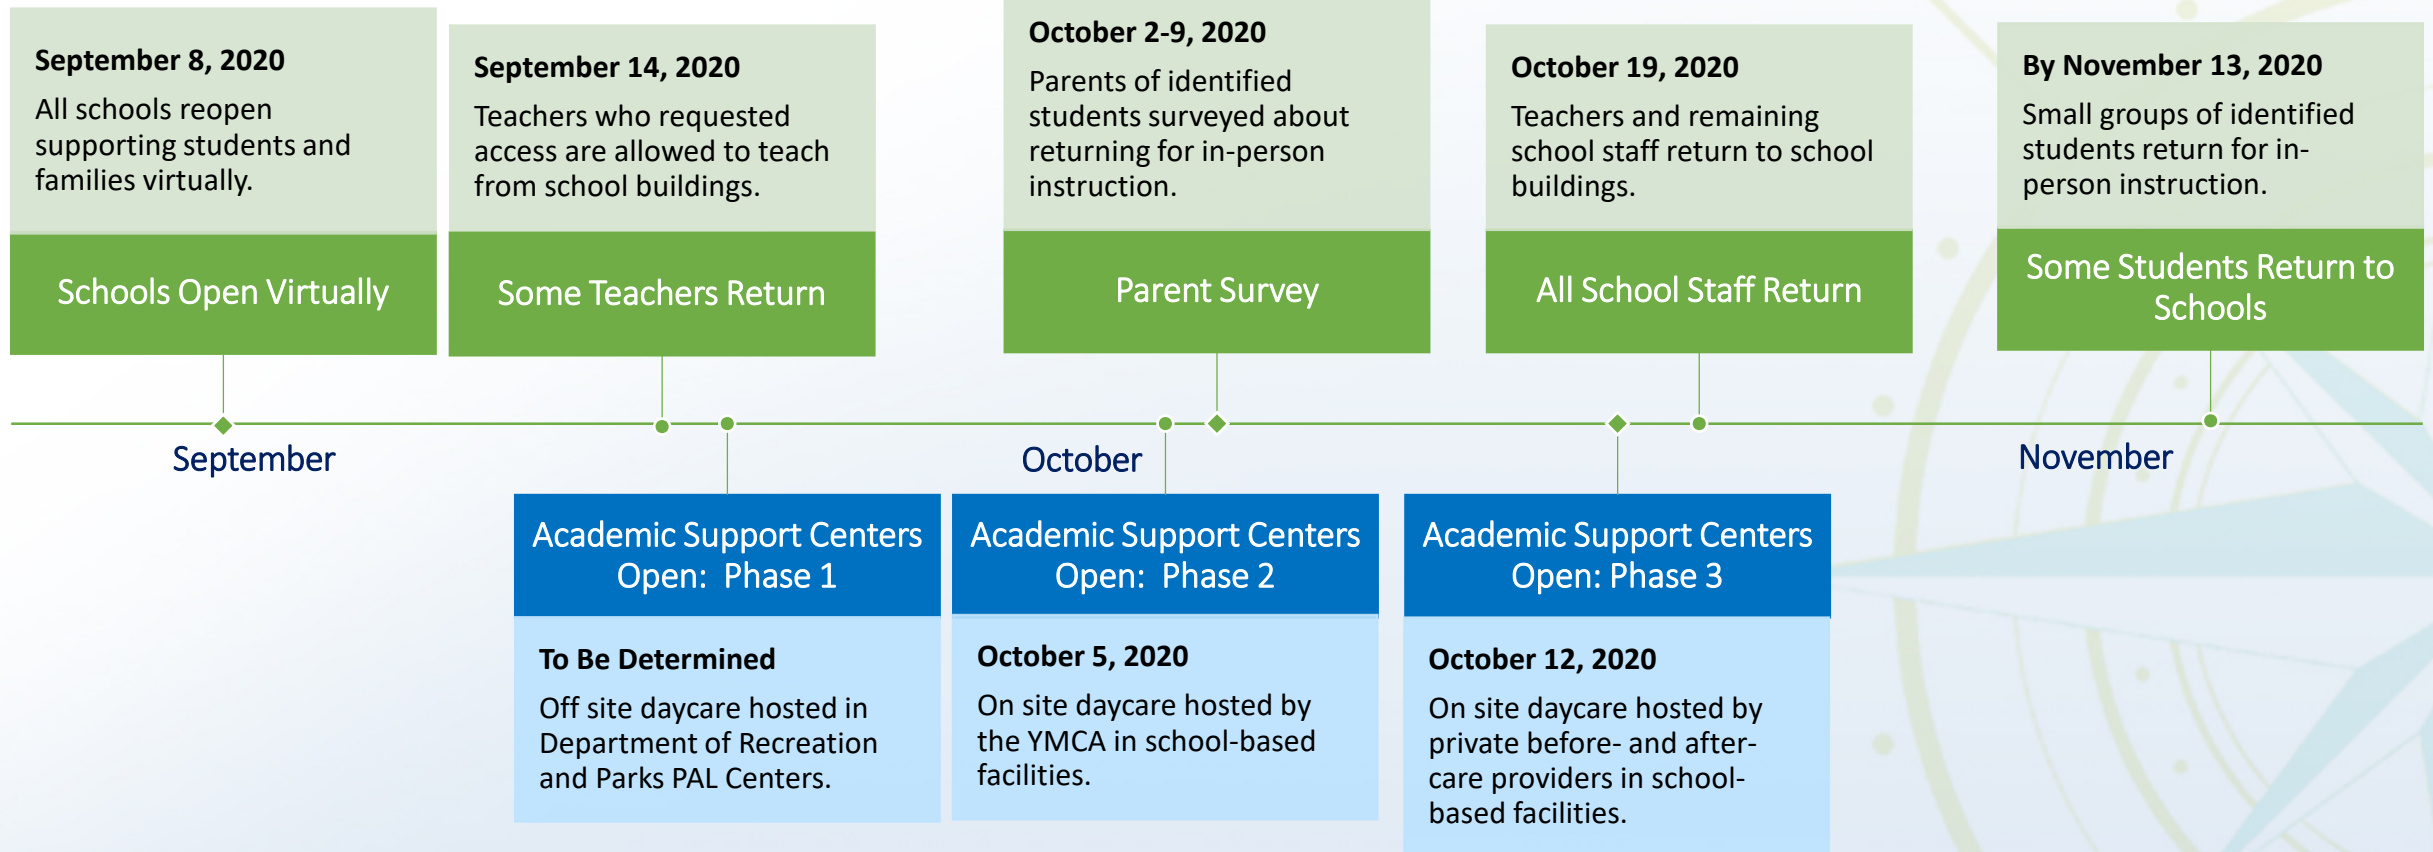 September 8, 2020
All schools reopen
supporting students and
families virtually.
Schools Open Virtually
September 14, 2020
Teachers who requested
access are allowed to teach
from school buildings.
Some Teachers Return
October 2-9, 2020
Parents of identified
students surveyed about
returning for in-person
instruction.
Parent Survey
October 19, 2020
Teachers and remaining
school staff return to school
buildings.
All School Staff Return
By November 13, 2020
Small groups of identified
students return for in-
person instruction.
Some Students Return to
Schools
September
October
November
Academic Support Centers
Open:  Phase 1
To Be Determined
Off site daycare hosted in
Department of Recreation
and Parks PAL Centers.
Academic Support Centers
Open:  Phase 2
October 5, 2020
On site daycare hosted by
the YMCA in school-based
facilities.
Academic Support Centers
Open: Phase 3
October 12, 2020
On site daycare hosted by
private before- and after-
care providers in school-
based facilities.